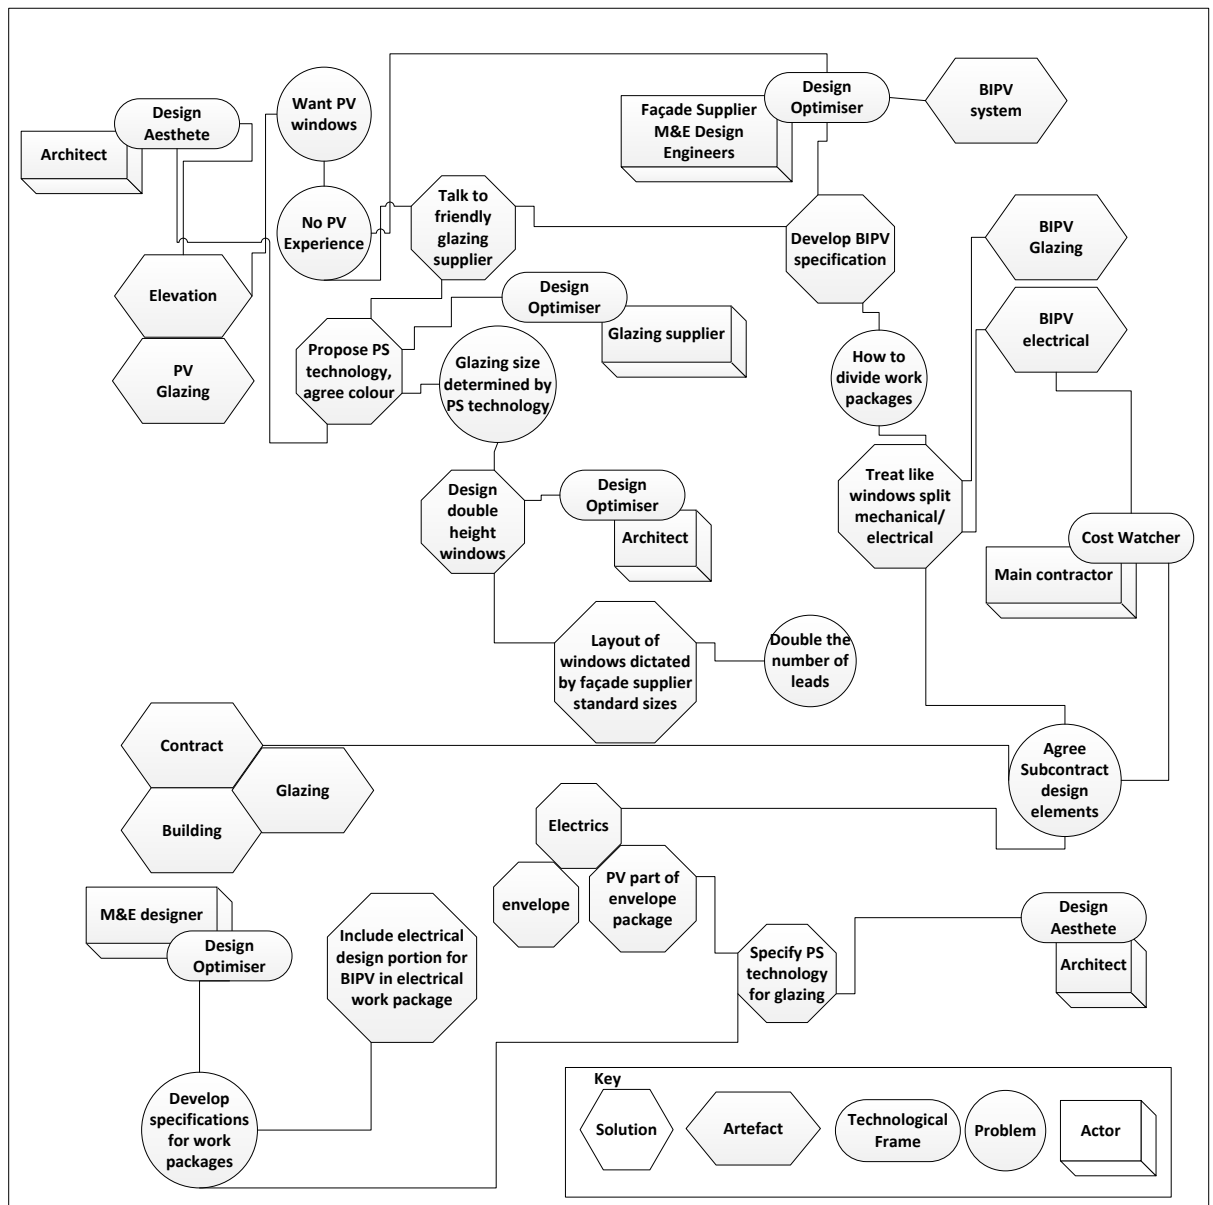 Design
Aesthete
Architect
Want PV
windows
No PV
Experience
Talk to
friendly
glazing
supplier
Façade Supplier
M&E Design
Engineers
Design
Optimiser
BIPV
system
Develop BIPV
specification
BIPV
Glazing
BIPV
electrical
Elevation
PV
Glazing
Propose PS
technology,
agree colour
Design
Optimiser
Glazing supplier
Glazing size
determined by
PS technology
How to
divide work
packages
Design
double
height
windows
Design
Optimiser
Architect
Treat like
windows split
mechanical/
electrical
Cost Watcher
Main contractor
Layout of
windows dictated
by façade supplier
standard sizes
Double the
number of
leads
Contract
Glazing
Building
Agree
Subcontract
design
elements
Electrics
envelope
PV part of
envelope
package
M&E designer
Design
Optimiser
Include electrical
design portion for
BIPV in electrical
work package
Specify PS
technology
for glazing
Design
Aesthete
Architect
Develop
specifications
for work
packages
Key
Solution
Artefact
Technological
Frame
Problem
Actor